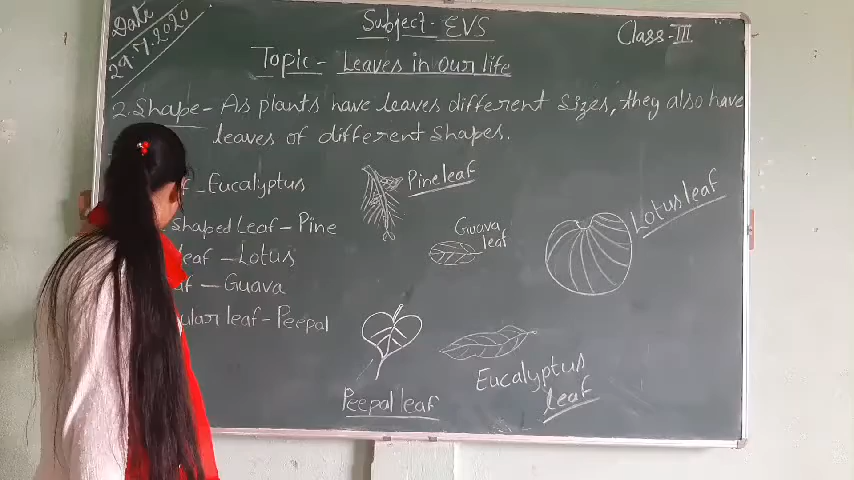 Date
29.7.2020
Subject - EVS
Class - III
Topic - Leaves in our life
2. Shape - As plants have leaves different sizes, they also have
leaves of different shapes.
Eucalyptus
shaped Leaf - Pine
leaf - Lotus
- Guava
leaf - Peepal
Pine leaf
Guava
leaf
Lotus leaf
Peepal leaf
Eucalyptus
leaf